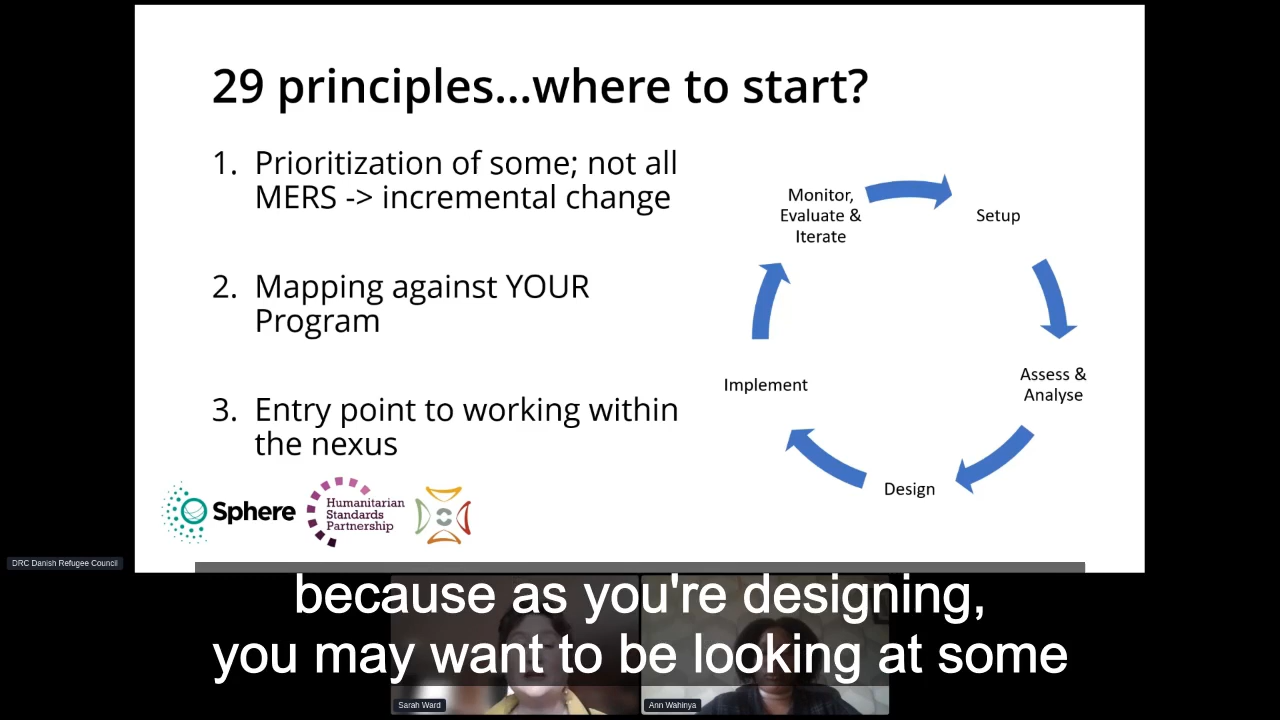 29 principles...where to start?
1. Prioritization of some; not all
MERS -> incremental change
2. Mapping against YOUR
Program
3. Entry point to working within
the nexus
Monitor,
Evaluate &
Iterate
Setup
Assess &
Analyse
Design
Implement
Sphere
Humanitarian
Standards
Partnership
DRC Danish Refugee Council
because as you're designing,
you may want to be looking at some
Sarah Ward
Ann Wahinya